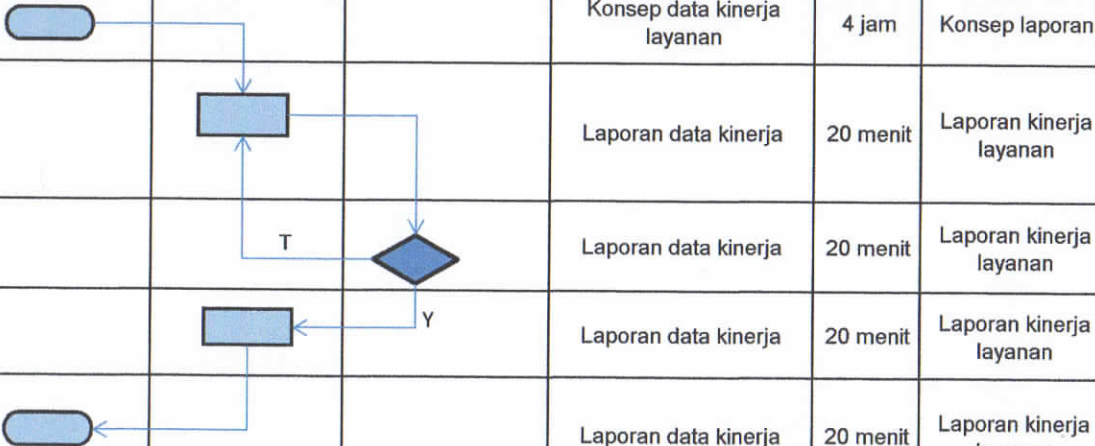 Konsep data kinerja
layanan
4 jam
Konsep laporan
Laporan data kinerja
20 menit
Laporan kinerja
layanan
T
Laporan data kinerja
20 menit
Laporan kinerja
layanan
Y
Laporan data kinerja
20 menit
Laporan kinerja
layanan
Laporan data kinerja
20 menit
Laporan kinerja